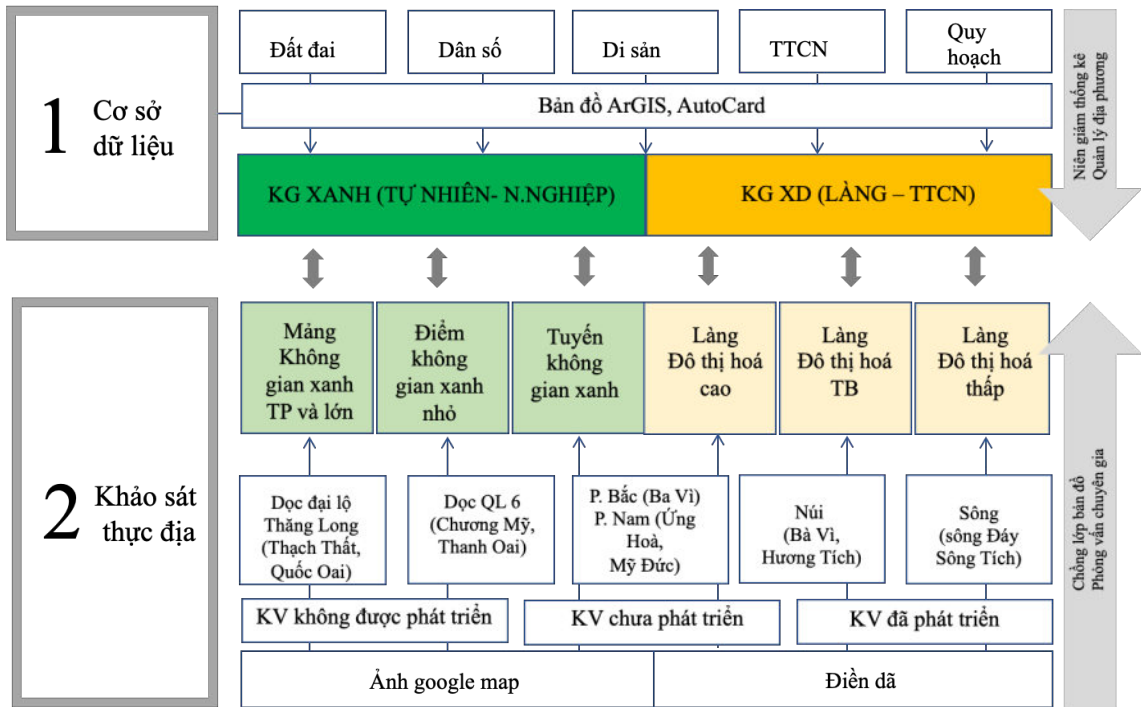 1
Cơ sở
dữ liệu
Đất đai
Dân số
Di sản
TTCN
Quy
hoạch
Bản đồ ArGIS, AutoCard
KG XANH (TỰ NHIÊN- N.NGHIỆP)
KG XD (LÀNG – TTCN)
Niên giám thống kê
Quản lý địa phương
2
Khảo sát
thực địa
Mảng
Không
gian xanh
TP và lớn
Điểm
không
gian xanh
nhỏ
Tuyến
không
gian xanh
Làng
Đô thị hoá
cao
Làng
Đô thị hoá
TB
Làng
Đô thị hoá
thấp
Dọc đại lộ
Thăng Long
(Thạch Thất,
Quốc Oai)
Dọc QL 6
(Chương Mỹ,
Thanh Oai)
P. Bắc (Ba Vì)
P. Nam (Ứng
Hoà,
Mỹ Đức)
Núi
(Bà Vì,
Hương Tích)
Sông
(sông Đáy
Sông Tích)
KV không được phát triển
KV chưa phát triển
KV đã phát triển
Ảnh google map
Điền dã
Chồng lớp bản đồ
Phỏng vấn chuyên gia